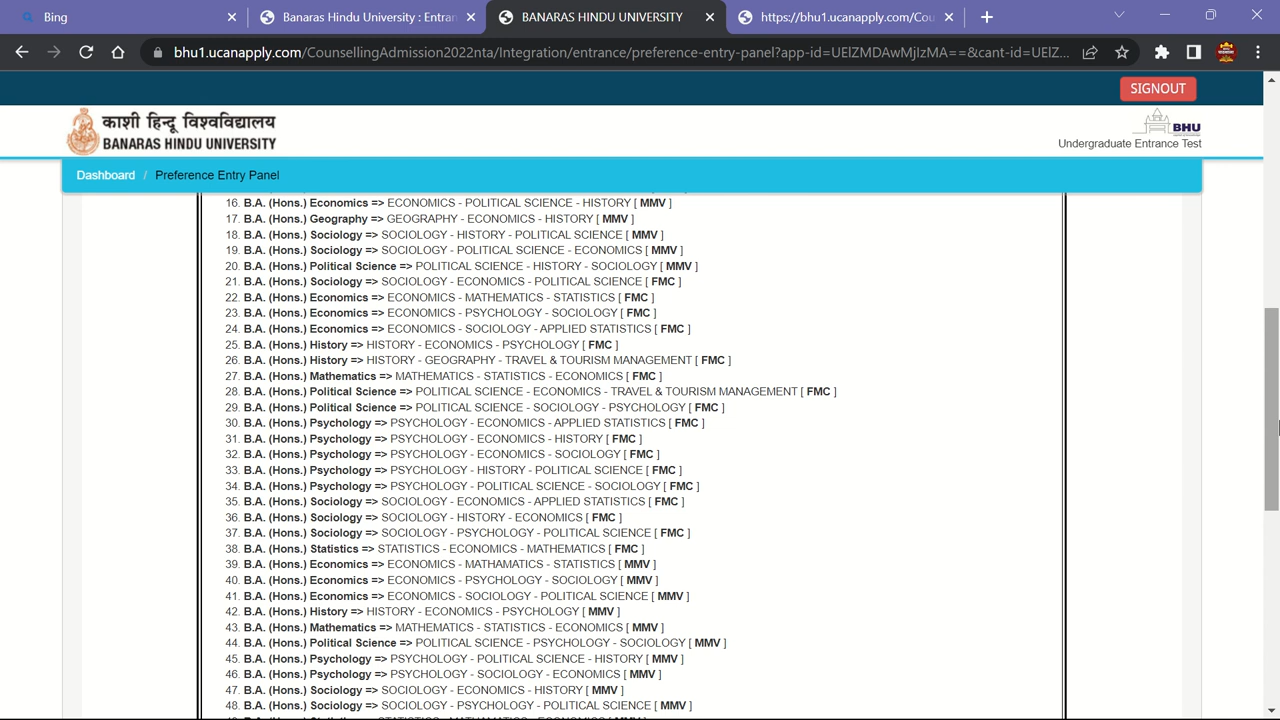 Bing
Banaras Hindu University : Entran
BANARAS HINDU UNIVERSITY
https://bhu1.ucanapply.com/Cou
bhu1.ucanapply.com/CounsellingAdmission2022nta/Integration/entrance/preference-entry-panel?app-id=UElZMDAwMjIzMA==&cant-id=UElZ...
SIGNOUT
काशी हिन्दू विश्वविद्यालय
BANARAS HINDU UNIVERSITY
BHU
Undergraduate Entrance Test
Dashboard / Preference Entry Panel
16. B.A. (Hons.) Economics => ECONOMICS - POLITICAL SCIENCE - HISTORY [ MMV ]
17. B.A. (Hons.) Geography => GEOGRAPHY - ECONOMICS - HISTORY [ MMV ]
18. B.A. (Hons.) Sociology => SOCIOLOGY - HISTORY - POLITICAL SCIENCE [ MMV ]
19. B.A. (Hons.) Sociology => SOCIOLOGY - POLITICAL SCIENCE - ECONOMICS [ MMV ]
20. B.A. (Hons.) Political Science => POLITICAL SCIENCE - HISTORY - SOCIOLOGY [ MMV ]
21. B.A. (Hons.) Sociology => SOCIOLOGY - ECONOMICS - POLITICAL SCIENCE [ FMC ]
22. B.A. (Hons.) Economics => ECONOMICS - MATHEMATICS - STATISTICS [ FMC ]
23. B.A. (Hons.) Economics => ECONOMICS - PSYCHOLOGY - SOCIOLOGY [ FMC ]
24. B.A. (Hons.) Economics => ECONOMICS - SOCIOLOGY - APPLIED STATISTICS [ FMC ]
25. B.A. (Hons.) History => HISTORY - ECONOMICS - PSYCHOLOGY [ FMC ]
26. B.A. (Hons.) History => HISTORY - GEOGRAPHY - TRAVEL & TOURISM MANAGEMENT [ FMC ]
27. B.A. (Hons.) Mathematics => MATHEMATICS - STATISTICS - ECONOMICS [ FMC ]
28. B.A. (Hons.) Political Science => POLITICAL SCIENCE - ECONOMICS - TRAVEL & TOURISM MANAGEMENT [ FMC ]
29. B.A. (Hons.) Political Science => POLITICAL SCIENCE - SOCIOLOGY - PSYCHOLOGY [ FMC ]
30. B.A. (Hons.) Psychology => PSYCHOLOGY - ECONOMICS - APPLIED STATISTICS [ FMC ]
31. B.A. (Hons.) Psychology => PSYCHOLOGY - ECONOMICS - HISTORY [ FMC ]
32. B.A. (Hons.) Psychology => PSYCHOLOGY - ECONOMICS - SOCIOLOGY [ FMC ]
33. B.A. (Hons.) Psychology => PSYCHOLOGY - HISTORY - POLITICAL SCIENCE [ FMC ]
34. B.A. (Hons.) Psychology => PSYCHOLOGY - POLITICAL SCIENCE - SOCIOLOGY [ FMC ]
35. B.A. (Hons.) Sociology => SOCIOLOGY - ECONOMICS - APPLIED STATISTICS [ FMC ]
36. B.A. (Hons.) Sociology => SOCIOLOGY - HISTORY - ECONOMICS [ FMC ]
37. B.A. (Hons.) Sociology => SOCIOLOGY - PSYCHOLOGY - POLITICAL SCIENCE [ FMC ]
38. B.A. (Hons.) Statistics => STATISTICS - ECONOMICS - MATHEMATICS [ FMC ]
39. B.A. (Hons.) Economics => ECONOMICS - MATHAMATICS - STATISTICS [ MMV ]
40. B.A. (Hons.) Economics => ECONOMICS - PSYCHOLOGY - SOCIOLOGY [ MMV ]
41. B.A. (Hons.) Economics => ECONOMICS - SOCIOLOGY - POLITICAL SCIENCE [ MMV ]
42. B.A. (Hons.) History => HISTORY - ECONOMICS - PSYCHOLOGY [ MMV ]
43. B.A. (Hons.) Mathematics => MATHEMATICS - STATISTICS - ECONOMICS [ MMV ]
44. B.A. (Hons.) Political Science => POLITICAL SCIENCE - PSYCHOLOGY - SOCIOLOGY [ MMV ]
45. B.A. (Hons.) Psychology => PSYCHOLOGY - POLITICAL SCIENCE - HISTORY [ MMV ]
46. B.A. (Hons.) Psychology => PSYCHOLOGY - SOCIOLOGY - ECONOMICS [ MMV ]
47. B.A. (Hons.) Sociology => SOCIOLOGY - ECONOMICS - HISTORY [ MMV ]
48. B.A. (Hons.) Sociology => SOCIOLOGY - PSYCHOLOGY - POLITICAL SCIENCE [ MMV ]